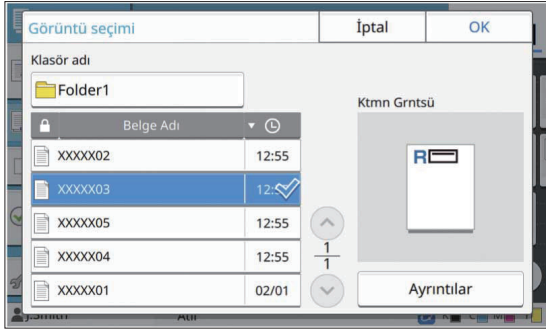 Görüntü seçimi
İptal
OK
Klasör adı
Folder1
Ktmn Grntsü
Belge Adı
XXXXX02 12:55
XXXXX03
XXXXX05 12:55
XXXXX04 12:55
XXXXX01 02/01
R
1
1
Ayrıntılar
J.Smith